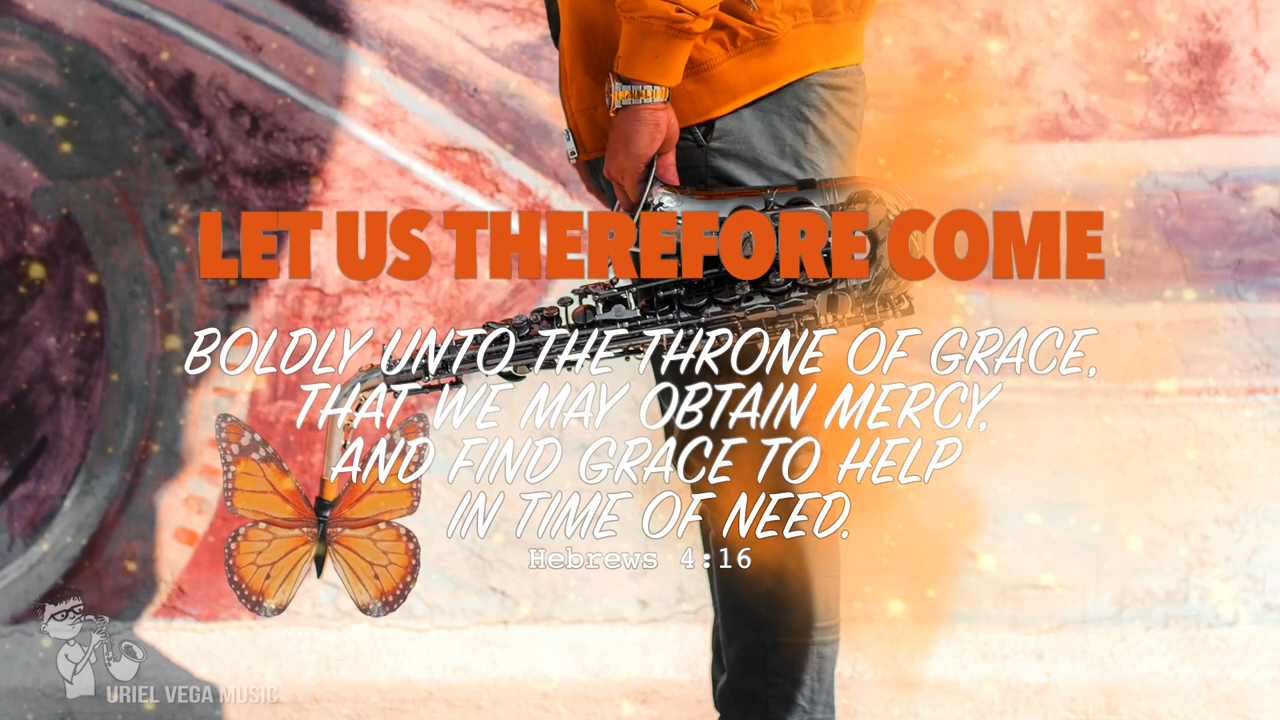 LET US THEREFORE COME
BOLDLY UNTO THE THRONE OF GRACE,
THAT WE MAY OBTAIN MERCY,
AND FIND GRACE TO HELP
IN TIME OF NEED.
Hebrews 4:16
URIEL VEGA MUSIC